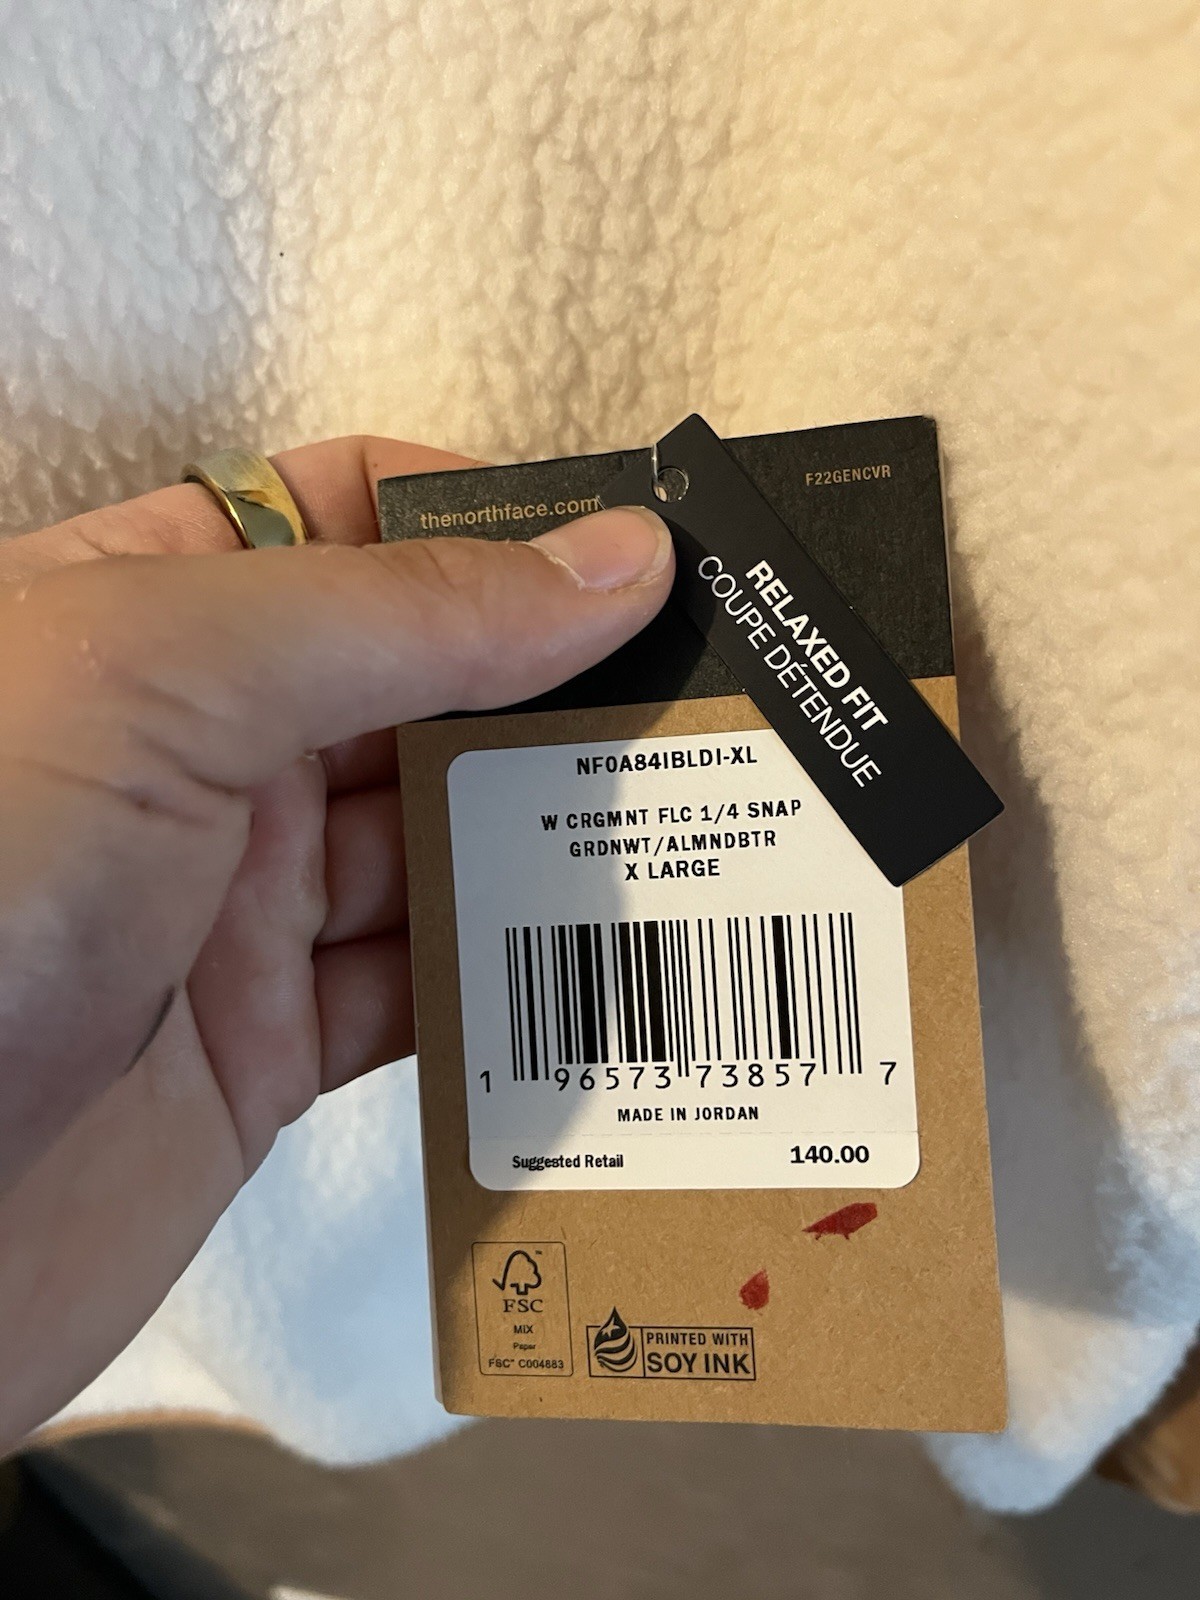 thenorthface.com
F22GENCVR
RELAXED FIT
COUPE DÉTENDUE
NF0A84IBLDI-XL
W CRGMNT FLC 1/4 SNAP
GRDNWT/ALMNDBTR
X LARGE
1 96573 73857 7
MADE IN JORDAN
Suggested Retail 140.00
FSC
MIX
Paper
FSC™ C004883
PRINTED WITH
SOY INK